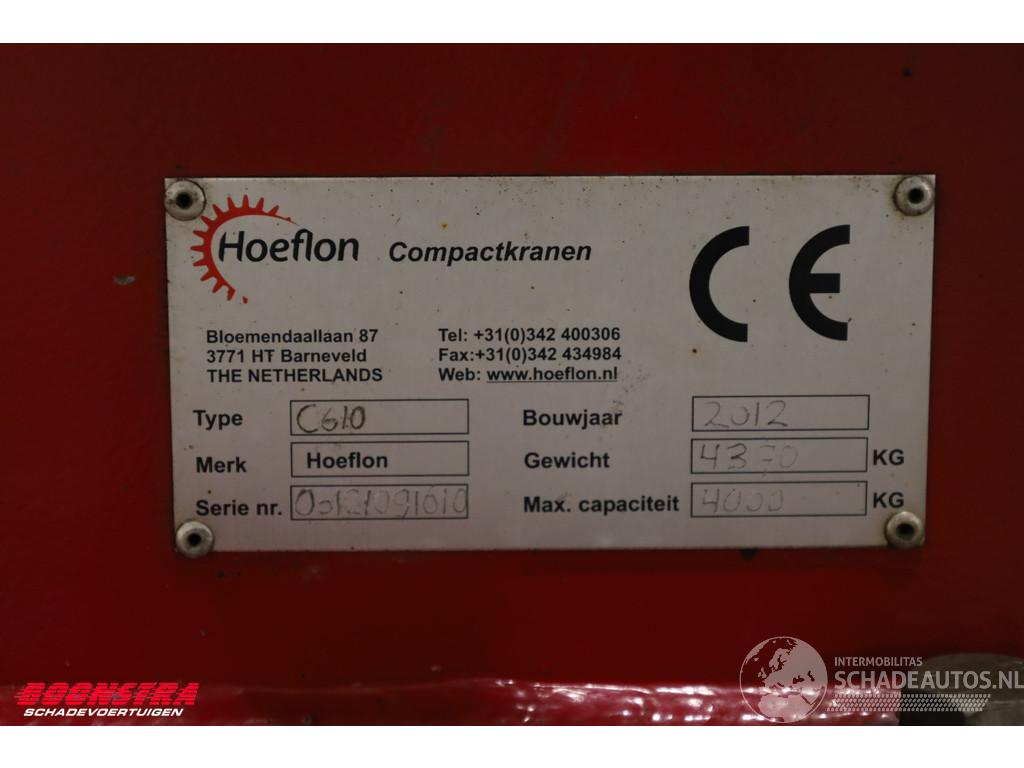 Hoeflon Compactkranen
CE
Bloemendaallaan 87
3771 HT Barneveld
THE NETHERLANDS
Tel: +31(0)342 400306
Fax:+31(0)342 434984
Web: www.hoeflon.nl
Type C610
Merk Hoeflon
Serie nr.
Bouwjaar 2012
Gewicht 4370 KG
Max. capaciteit 4000 KG
BOONSTRA
SCHADEVOERTUIGEN
INTERMOBILITAS
SCHADEAUTOS.NL